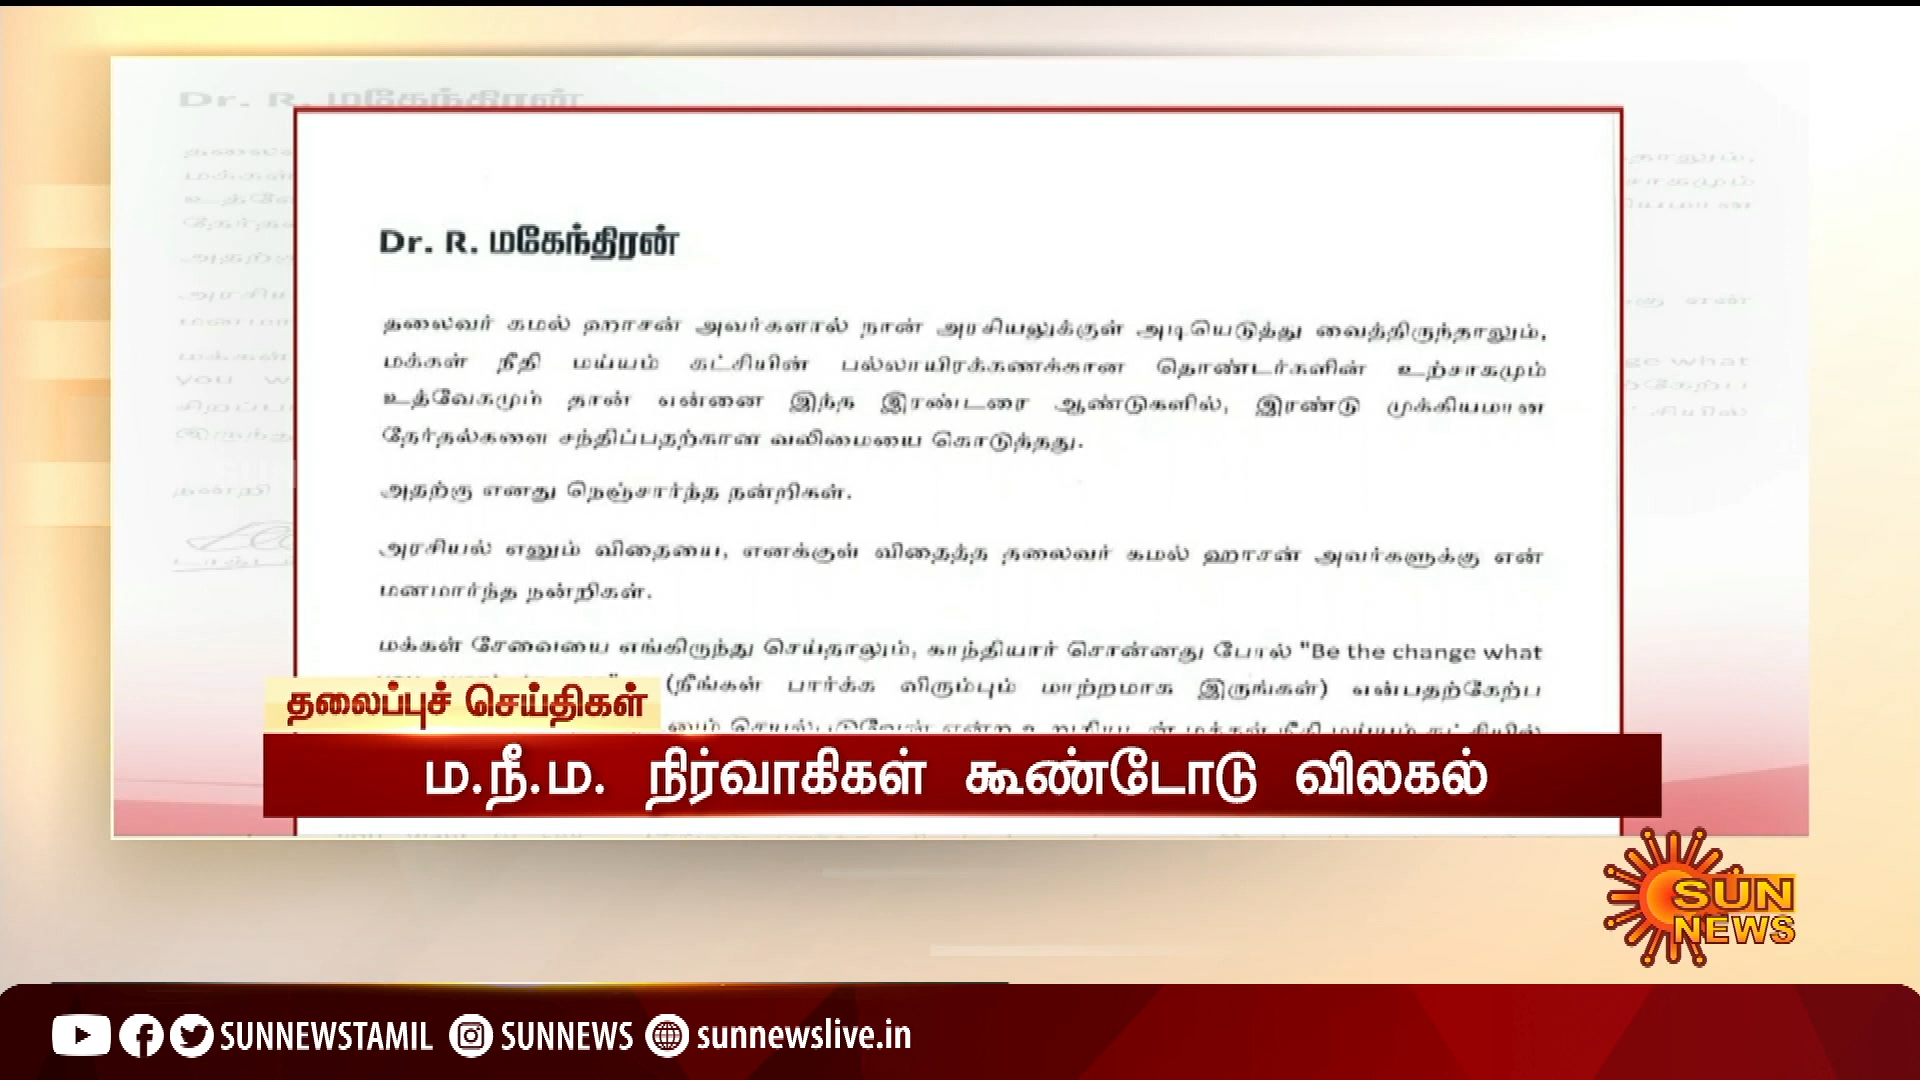 Dr. R. மகேந்திரன்
தலைவர் கமல் ஹாசன் அவர்களால் நான் அரசியலுக்குள் அடியெடுத்து வைத்திருந்தாலும்,
மக்கள் நீதி மய்யம் கட்சியின் பல்லாயிரக்கணக்கான தொண்டர்களின் உற்சாகமும்
உத்வேகமும் தான் என்னை இந்த இரண்டரை ஆண்டுகளில், இரண்டு முக்கியமான
தேர்தல்களை சந்திப்பதற்கான வலிமையை கொடுத்தது.
அதற்கு எனது நெஞ்சார்ந்த நன்றிகள்.
அரசியல் எனும் விதையை, எனக்குள் விதைத்த தலைவர் கமல் ஹாசன் அவர்களுக்கு என்
மனமார்ந்த நன்றிகள்.
மக்கள் சேவையை எங்கிருந்து செய்தாலும், காந்தியார் சொன்னது போல் "Be the change what
(நீங்கள் பார்க்க விரும்பும் மாற்றமாக இருங்கள்) என்பதற்கேற்ப
தலைப்புச் செய்திகள்
ம.நீ.ம. நிர்வாகிகள் கூண்டோடு விலகல்
SUN
NEWS
SUNNEWSTAMIL SUNNEWS sunnewslive.in